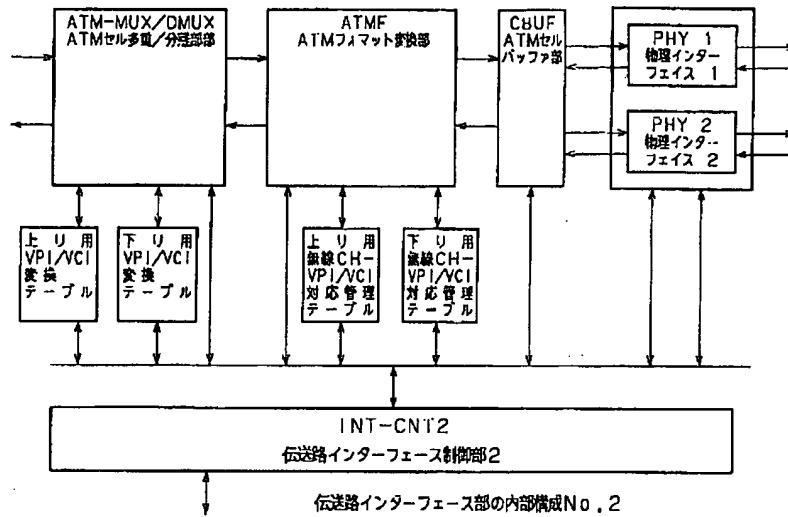 ATM-MUX/DMUX
ATMセル多重/分離部部
ATMF
ATMフォマット変換部
CBUF
ATMセル
バッファ部
PHY 1
物理インター
フェイス 1
PHY 2
物理インター
フェイス 2
上り用
VPI/VCI
変換
テーブル
下り用
VPI/VCI
変換
テーブル
上り用
無線CH-
VPI/VCI
対応管理
テーブル
下り用
無線CH-
VPI/VCI
対応管理
テーブル
INT-CNT2
伝送路インターフェース制御部2
伝送路インターフェース部の内部構成No.2